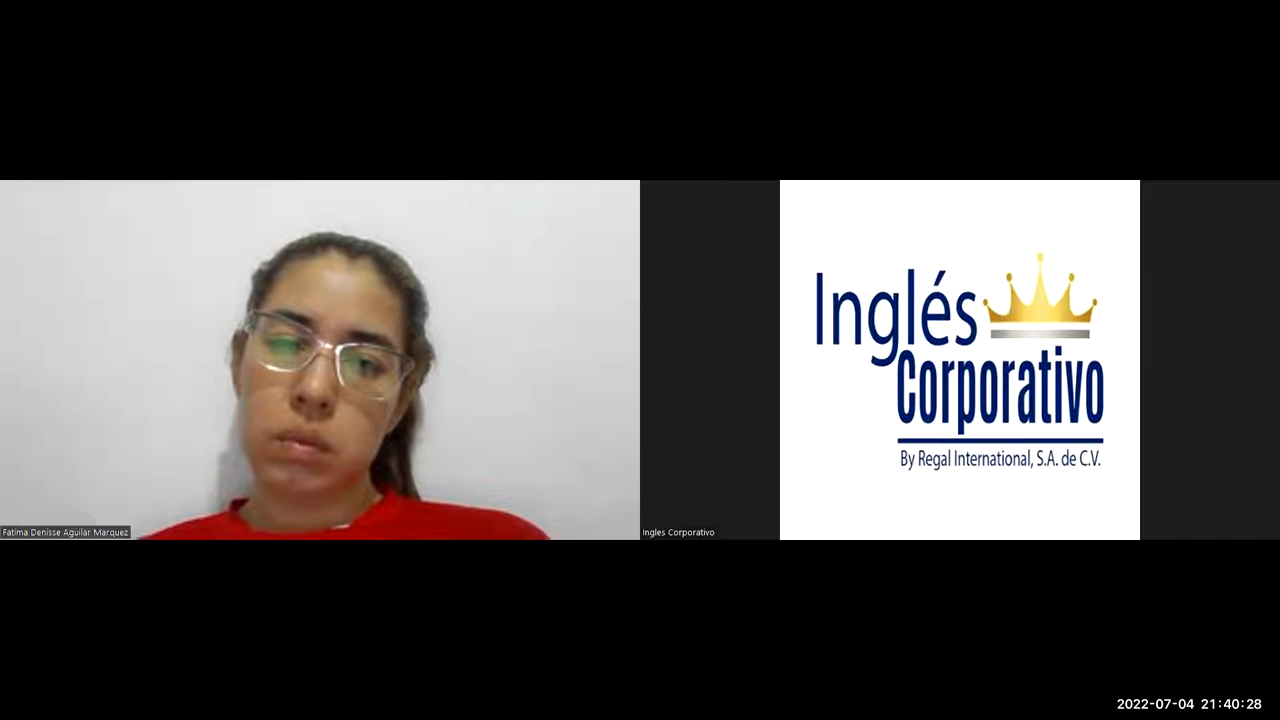 Inglés
Corporativo
By Regal International, S.A. de C.V.
Fatima Denisse Aguilar Marquez
Ingles Corporativo
2022-07-04 21:40:28